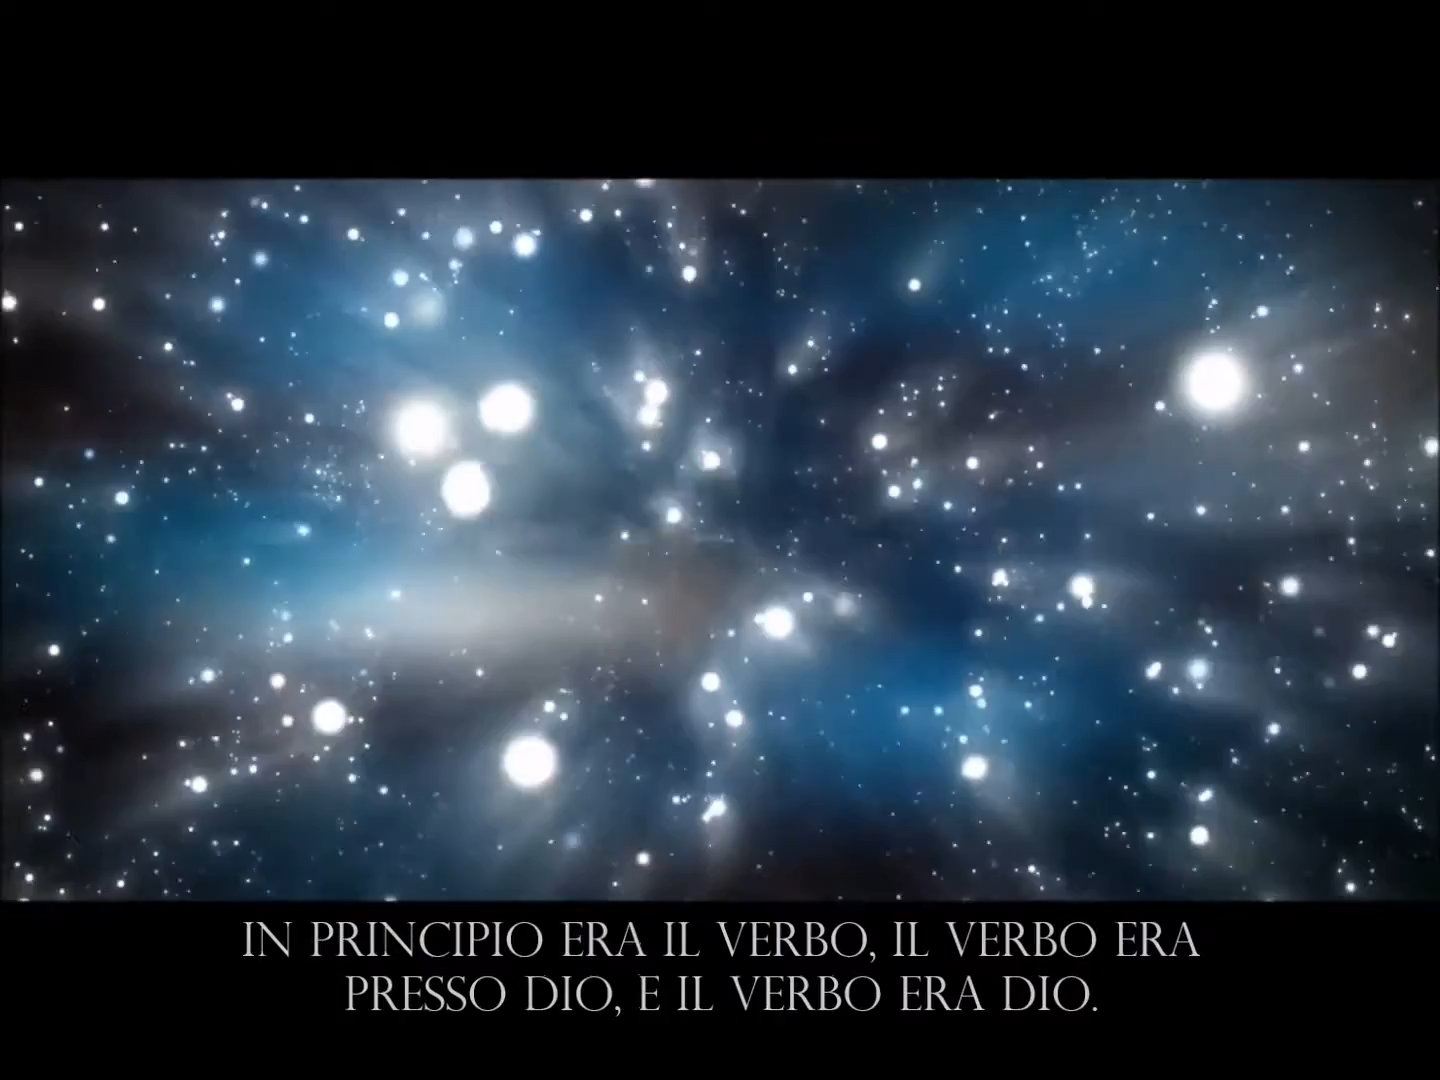 IN PRINCIPIO ERA IL VERBO, IL VERBO ERA
PRESSO DIO, E IL VERBO ERA DIO.